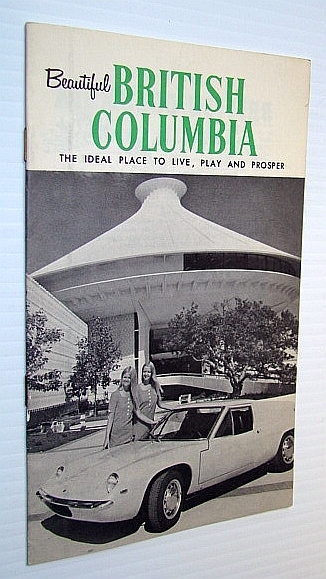 Beautiful BRITISH
COLUMBIA
THE IDEAL PLACE TO LIVE, PLAY AND PROSPER